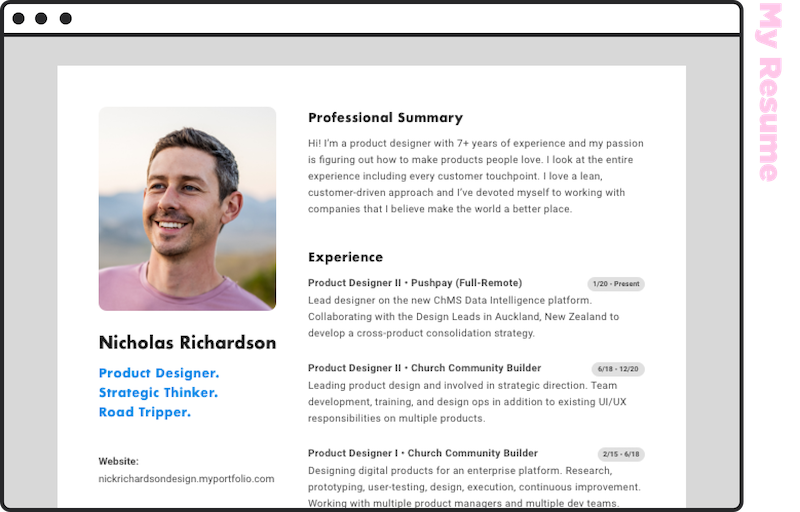 My Resume
Nicholas Richardson
Product Designer.
Strategic Thinker.
Road Tripper.
Website:
nickrichardsondesign.myportfolio.com
Professional Summary
Hi! I'm a product designer with 7+ years of experience and my passion
is figuring out how to make products people love. I look at the entire
experience including every customer touchpoint. I love a lean,
customer-driven approach and I've devoted myself to working with
companies that I believe make the world a better place.
Experience
Product Designer II • Pushpay (Full-Remote)
1/20 - Present
Lead designer on the new ChMS Data Intelligence platform.
Collaborating with the Design Leads in Auckland, New Zealand to
develop a cross-product consolidation strategy.
Product Designer II • Church Community Builder
6/18 - 12/20
Leading product design and involved in strategic direction. Team
development, training, and design ops in addition to existing UI/UX
responsibilities on multiple products.
Product Designer I • Church Community Builder
2/15 - 6/18
Designing digital products for an enterprise platform. Research,
prototyping, user-testing, design, execution, continuous improvement.
Working with multiple product managers and multiple dev teams.